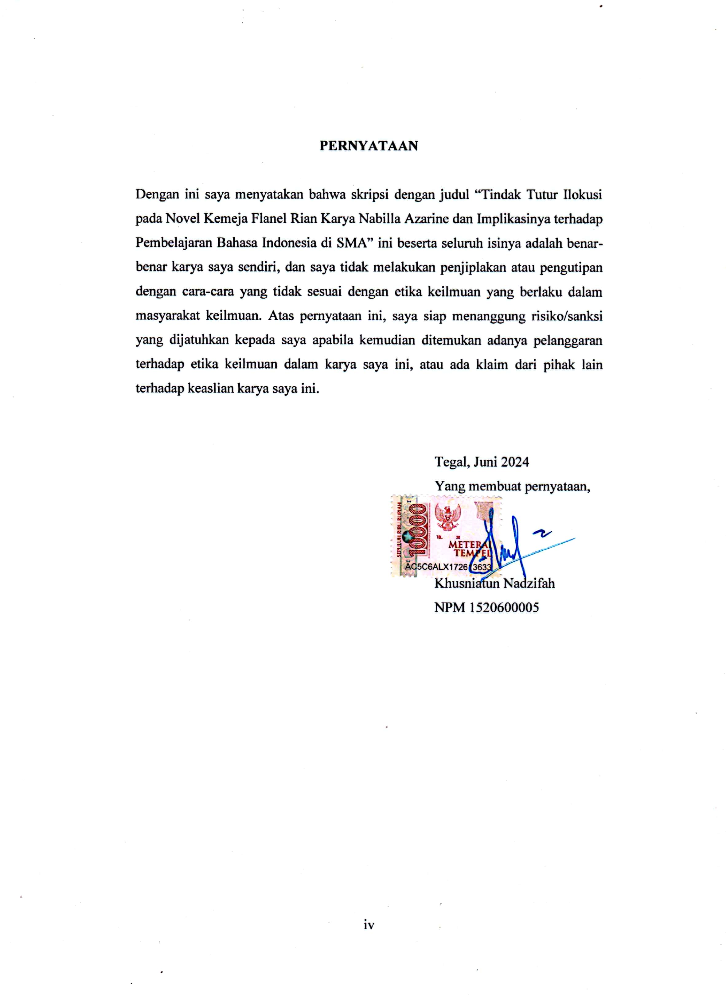 PERNYATAAN
Dengan ini saya menyatakan bahwa skripsi dengan judul “Tindak Tutur Ilokusi
pada Novel Kemeja Flanel Rian Karya Nabilla Azarine dan Implikasinya terhadap
Pembelajaran Bahasa Indonesia di SMA” ini beserta seluruh isinya adalah benar-
benar karya saya sendiri, dan saya tidak melakukan penjiplakan atau pengutipan
dengan cara-cara yang tidak sesuai dengan etika keilmuan yang berlaku dalam
masyarakat keilmuan. Atas pernyataan ini, saya siap menanggung risiko/sanksi
yang dijatuhkan kepada saya apabila kemudian ditemukan adanya pelanggaran
terhadap etika keilmuan dalam karya saya ini, atau ada klaim dari pihak lain
terhadap keaslian karya saya ini.
Tegal, Juni 2024
Yang membuat pernyataan,
SEPULUH RIBU RUPIAH
10000
TGL. 20
METERAI
TEMPEL
Khusniatun Nadzifah
NPM 1520600005
iv